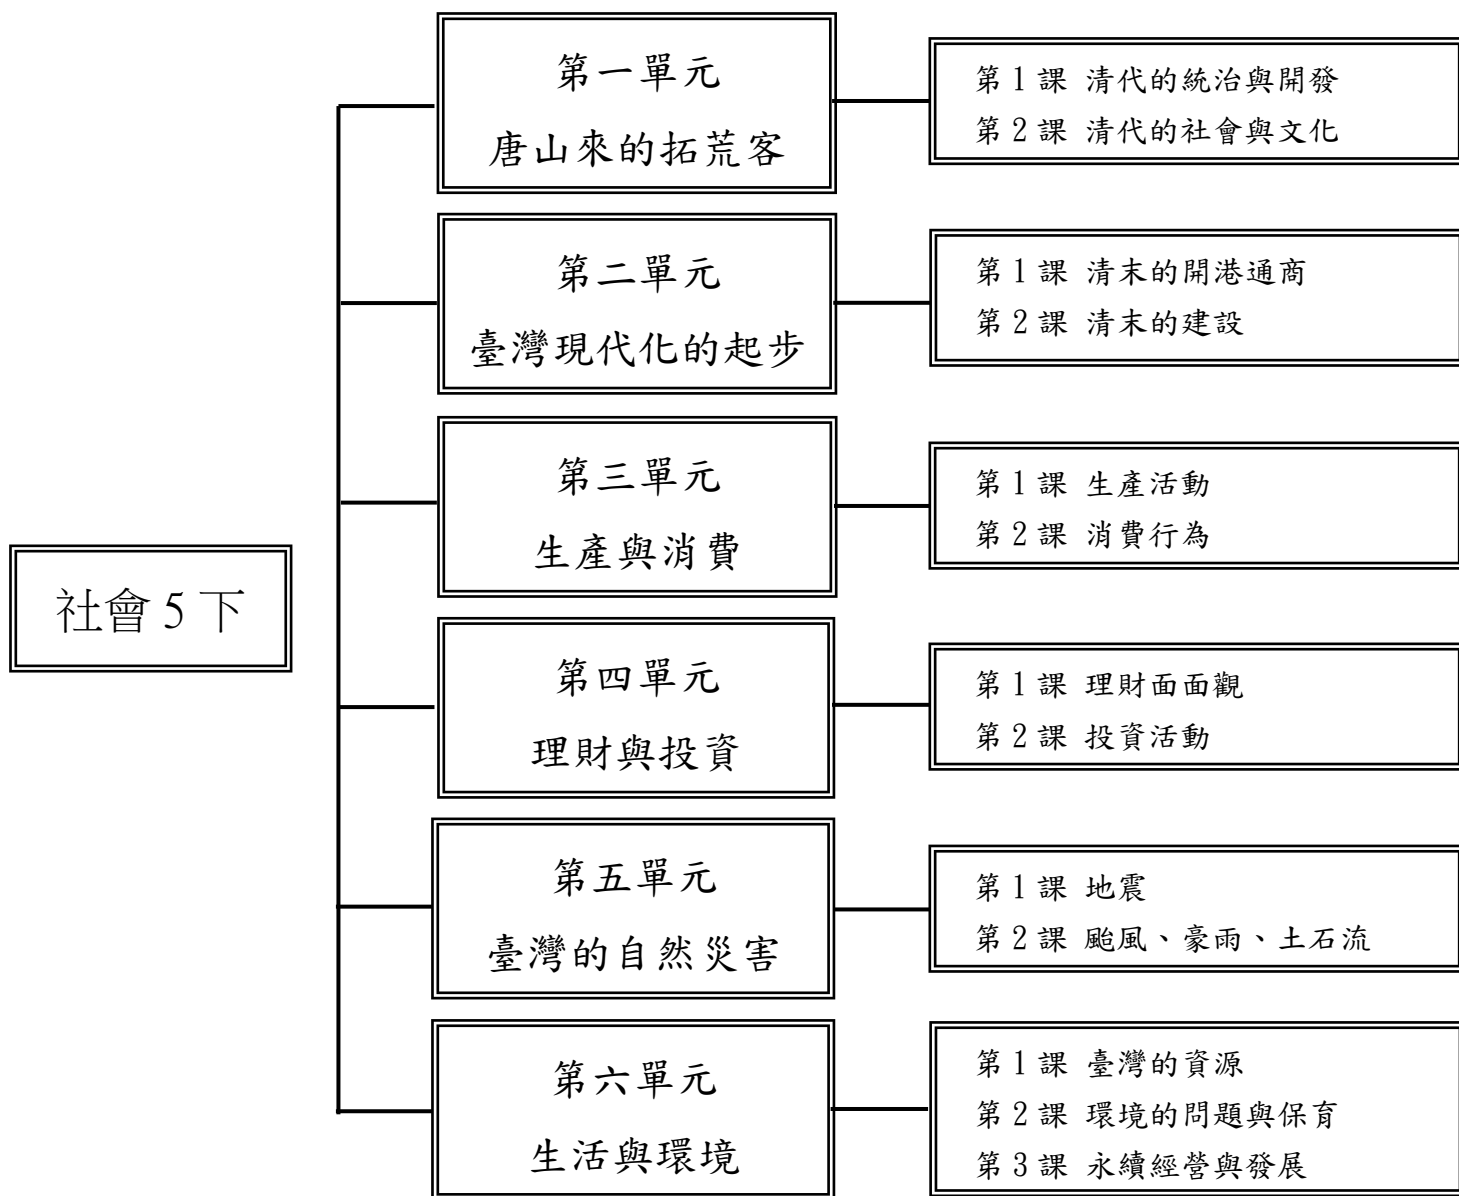 社會 5 下
第一單元
唐山來的拓荒客
第 1 課 清代的統治與開發
第 2 課 清代的社會與文化
第二單元
臺灣現代化的起步
第 1 課 清末的開港通商
第 2 課 清末的建設
第三單元
生產與消費
第 1 課 生產活動
第 2 課 消費行為
第四單元
理財與投資
第 1 課 理財面面觀
第 2 課 投資活動
第五單元
臺灣的自然災害
第 1 課 地震
第 2 課 颱風、豪雨、土石流
第六單元
生活與環境
第 1 課 臺灣的資源
第 2 課 環境的問題與保育
第 3 課 永續經營與發展